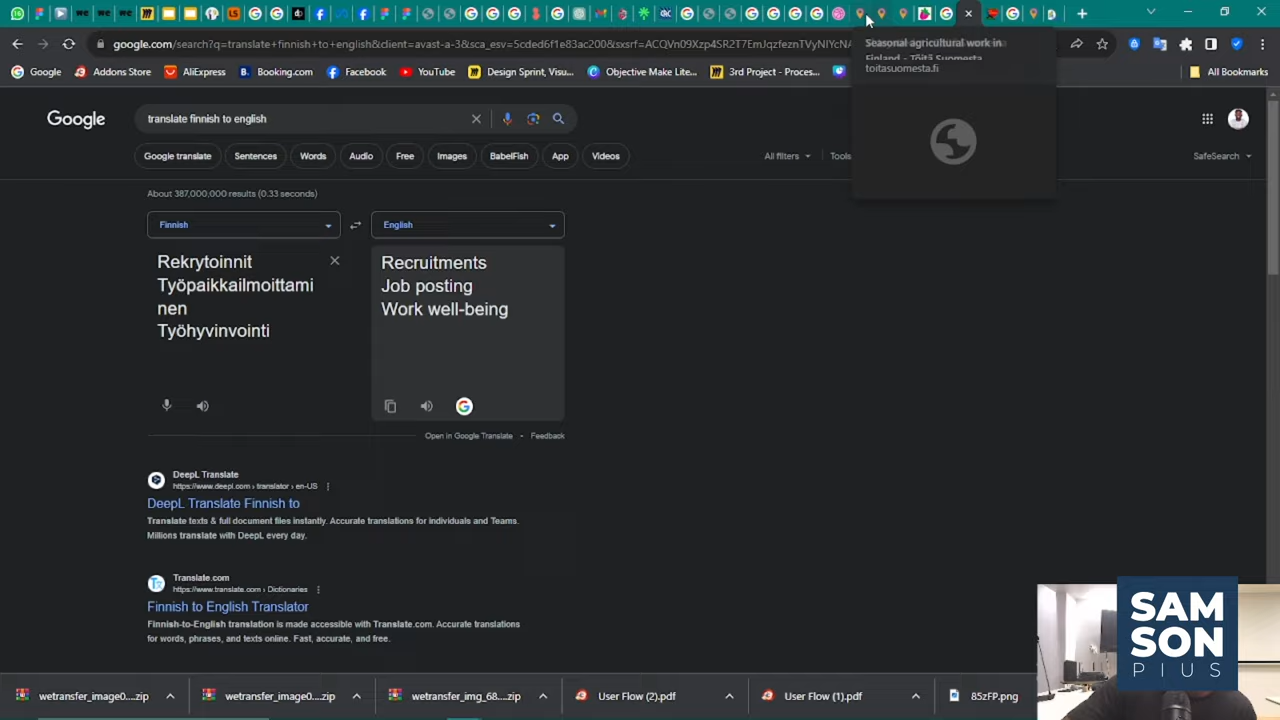 google.com/search?q=translate finnish to english&client=avast-a-3&sca_esv=5cded6f1e83ac200&sxsrf=
Google
Addons Store
AliExpress
Booking.com
Facebook
YouTube
Design Sprint, Visu...
Objective Make Lite...
3rd Project - Proces...
All Bookmarks
Seasonal agricultural work in
Finland - Töitä Suomesta
toitasuomesta.fi
Google
translate finnish to english
Google translate
Sentences
Words
Audio
Free
Images
BabelFish
App
Videos
All filters
Tools
SafeSearch
About 387,000,000 results (0.33 seconds)
Finnish
English
Rekrytoinnit
Työpaikkailmoittami
nen
Työhyvinvointi
Recruitments
Job posting
Work well-being
Open in Google Translate • Feedback
DeepL Translate
https://www.deepl.com › translator › en-US
DeepL Translate Finnish to
Translate texts & full document files instantly. Accurate translations for individuals and Teams.
Millions translate with DeepL every day.
Translate.com
https://www.translate.com › Dictionaries
Finnish to English Translator
Finnish-to-English translation is made accessible with Translate.com. Accurate translations
for words, phrases, and texts online. Fast, accurate, and free.
SAM
SON
PIUS
wetransfer_image0....zip
wetransfer_image0....zip
wetransfer_img_68....zip
User Flow (2).pdf
User Flow (1).pdf
85zFP.png